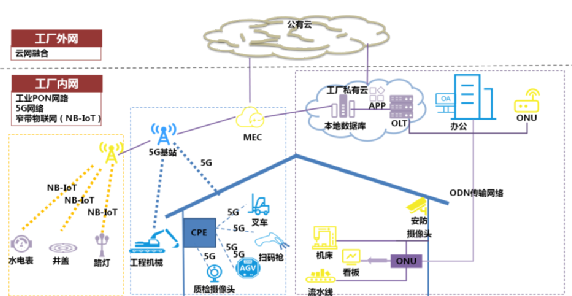 公有云
工厂外网
云网融合
工厂内网
工业PON网路
5G网络
窄带物联网（NB-IoT）
工厂私有云
APP
本地数据库
OLT
OA
办公
ONU
MEC
5G基站
5G
NB-IoT
NB-IoT
NB-IoT
ODN传输网络
水电表
井盖
路灯
工程机械
CPE
5G
5G
5G
5G
5G
叉车
扫码枪
AGV
质检摄像头
安防
摄像头
机床
看板
ONU
流水线